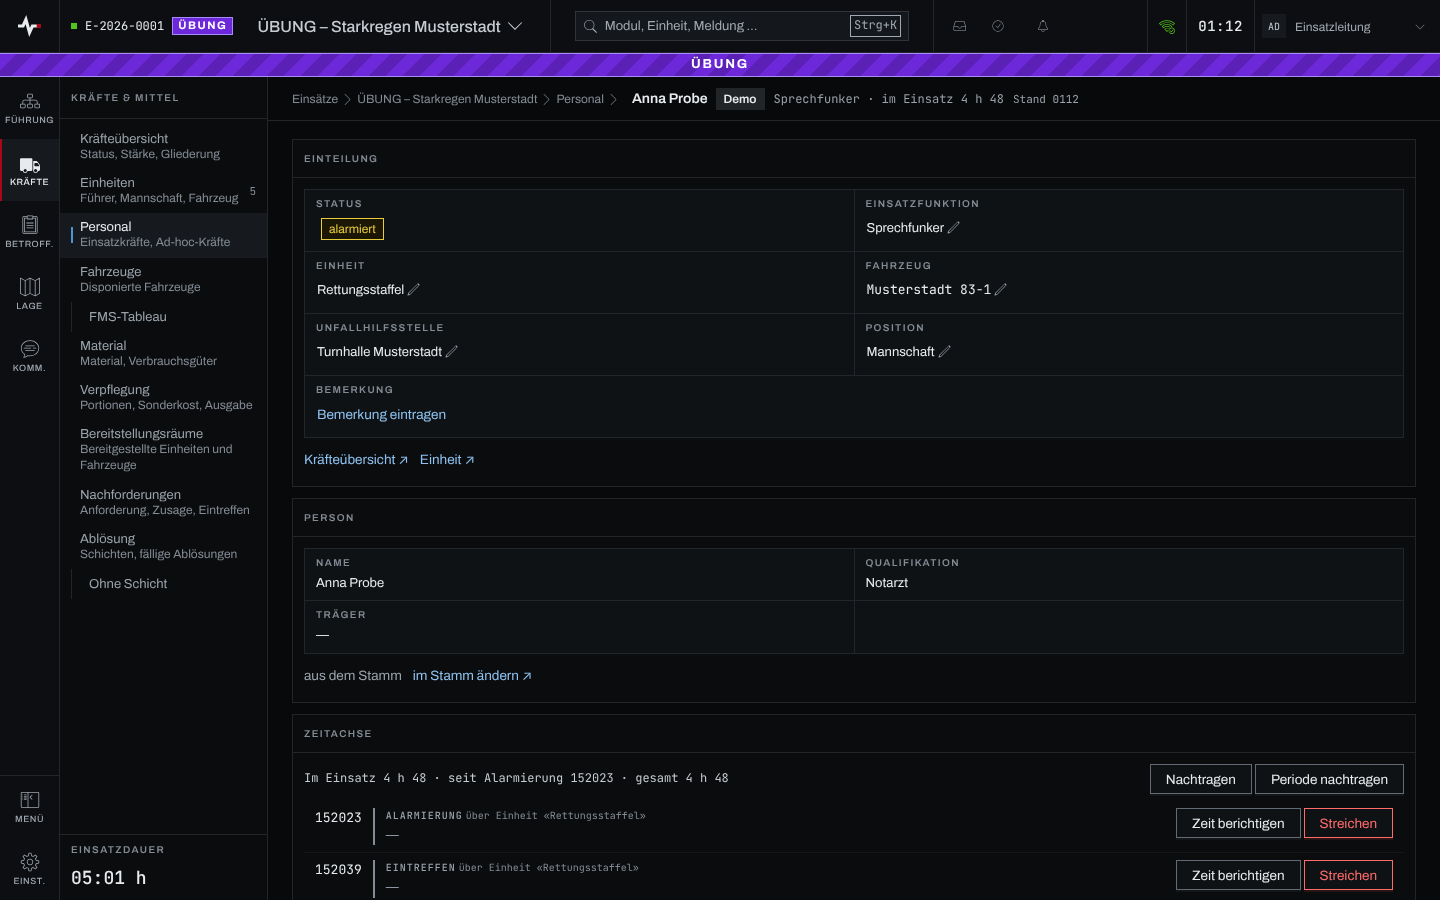 E-2026-0001 ÜBUNG ÜBUNG – Starkregen Musterstadt
Modul, Einheit, Meldung ... Strg+K
01:12
AD Einsatzleitung
ÜBUNG
FÜHRUNG
KRÄFTE
BETROFF.
LAGE
KOMM.
MENÜ
EINST.
KRÄFTE & MITTEL
Kräfteübersicht
Status, Stärke, Gliederung
Einheiten
Führer, Mannschaft, Fahrzeug 5
Personal
Einsatzkräfte, Ad-hoc-Kräfte
Fahrzeuge
Disponierte Fahrzeuge
FMS-Tableau
Material
Material, Verbrauchsgüter
Verpflegung
Portionen, Sonderkost, Ausgabe
Bereitstellungsräume
Bereitgestellte Einheiten und
Fahrzeuge
Nachforderungen
Anforderung, Zusage, Eintreffen
Ablösung
Schichten, fällige Ablösungen
Ohne Schicht
EINSATZDAUER
05:01 h
Einsätze ÜBUNG – Starkregen Musterstadt Personal Anna Probe Demo Sprechfunker · im Einsatz 4 h 48 Stand 0112
EINTEILUNG
STATUS
alarmiert
EINSATZFUNKTION
Sprechfunker
EINHEIT
Rettungsstaffel
FAHRZEUG
Musterstadt 83-1
UNFALLHILFSSTELLE
Turnhalle Musterstadt
POSITION
Mannschaft
BEMERKUNG
Bemerkung eintragen
Kräfteübersicht ↗ Einheit ↗
PERSON
NAME
Anna Probe
QUALIFIKATION
Notarzt
TRÄGER
—
aus dem Stamm im Stamm ändern ↗
ZEITACHSE
Im Einsatz 4 h 48 · seit Alarmierung 152023 · gesamt 4 h 48
Nachtragen Periode nachtragen
152023 ALARMIERUNG über Einheit «Rettungsstaffel»
—
Zeit berichtigen Streichen
152039 EINTREFFEN über Einheit «Rettungsstaffel»
—
Zeit berichtigen Streichen